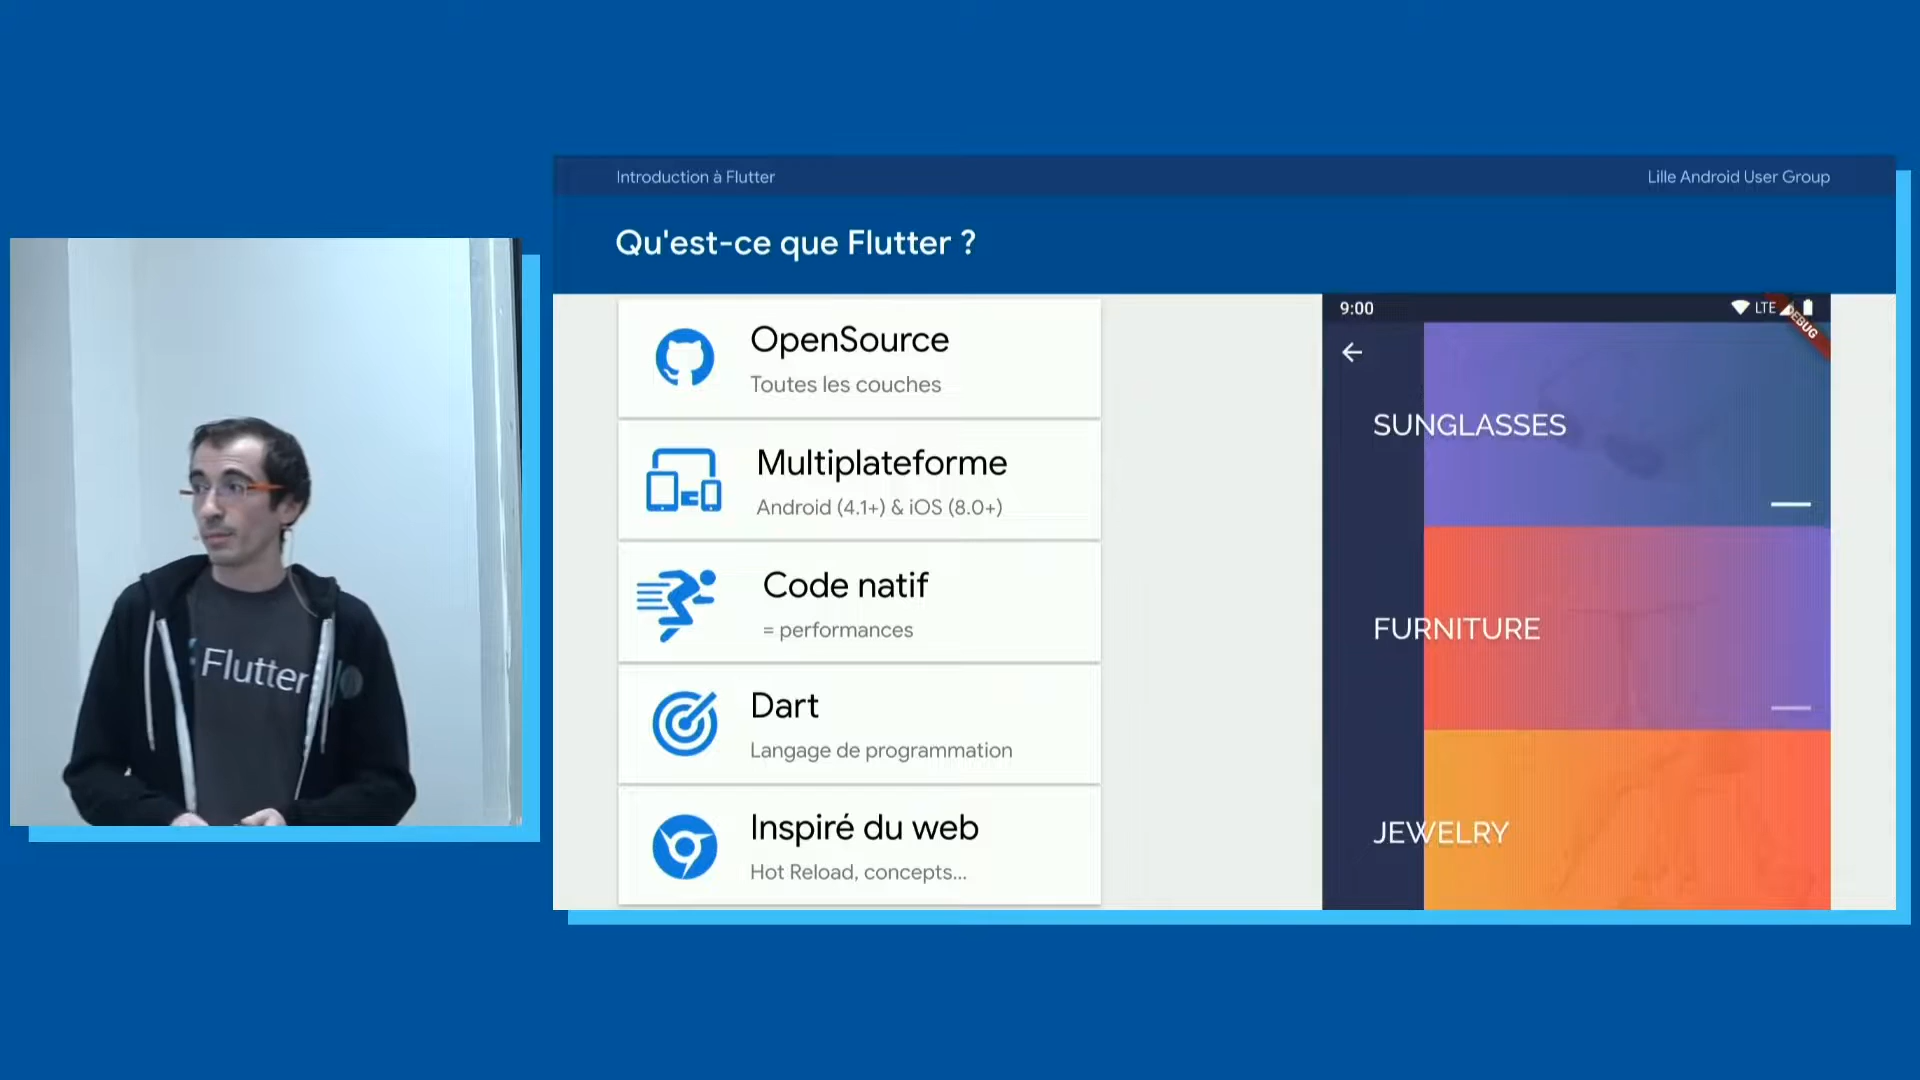 Introduction à Flutter
Lille Android User Group
Qu'est-ce que Flutter ?
OpenSource
Toutes les couches
Multiplateforme
Android (4.1+) & iOS (8.0+)
Code natif
= performances
Dart
Langage de programmation
Inspiré du web
Hot Reload, concepts...
9:00
LTE
DEBUG
SUNGLASSES
FURNITURE
JEWELRY
Flutter